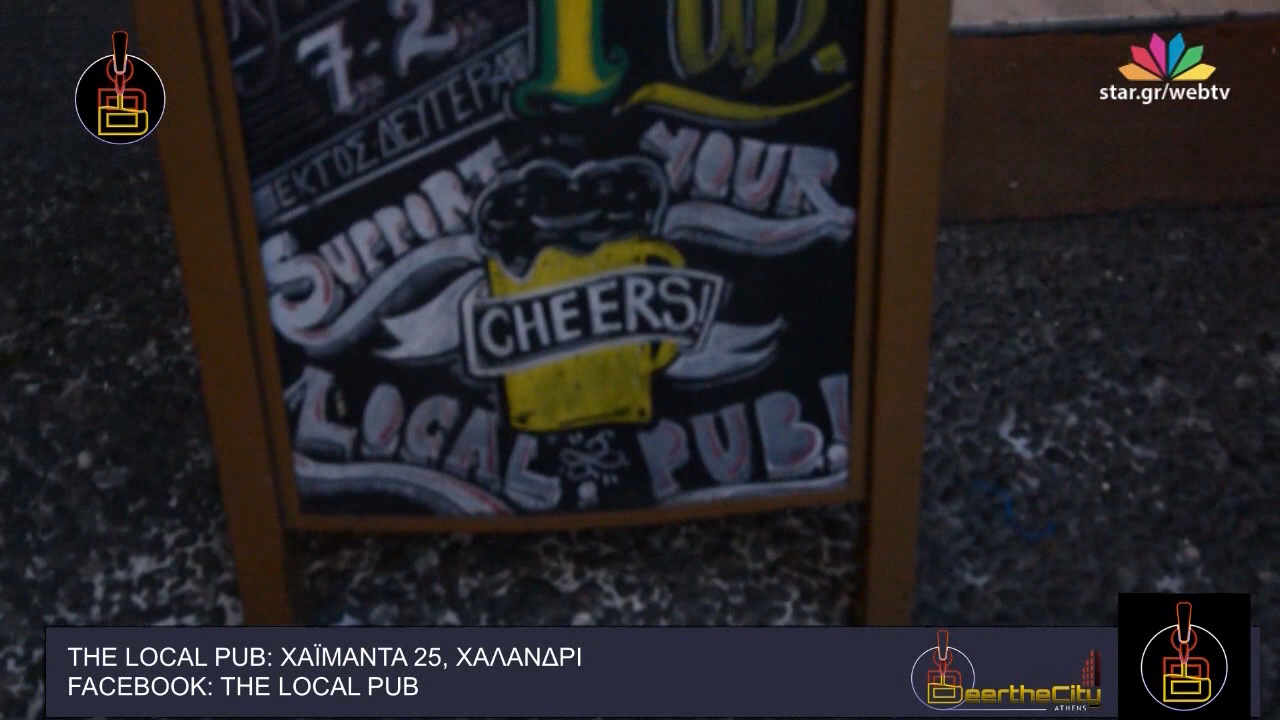 7-2
ΕΚΤΟΣ ΔΕΥΤΕΡΑ
SUPPORT YOUR
CHEERS!
LOCAL PUB!
star.gr/webtv
THE LOCAL PUB: ΧΑΪΜΑΝΤΑ 25, ΧΑΛΑΝΔΡΙ
FACEBOOK: THE LOCAL PUB
BeertheCity
ATHENS